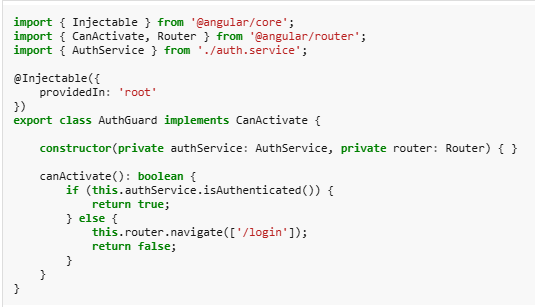 import { Injectable } from '@angular/core';
import { CanActivate, Router } from '@angular/router';
import { AuthService } from './auth.service';

@Injectable({
    providedIn: 'root'
})
export class AuthGuard implements CanActivate {

    constructor(private authService: AuthService, private router: Router) { }

    canActivate(): boolean {
        if (this.authService.isAuthenticated()) {
            return true;
        } else {
            this.router.navigate(['/login']);
            return false;
        }
    }
}